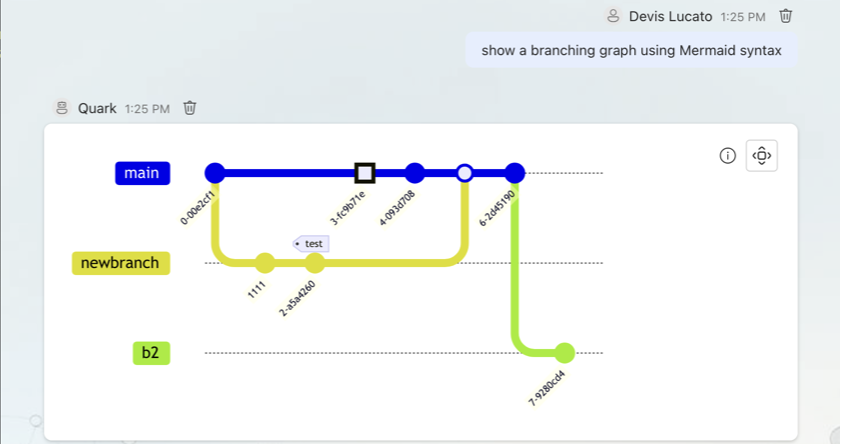 Devis Lucato 1:25 PM
show a branching graph using Mermaid syntax
Quark 1:25 PM
main
0-00e2cf1
3-fc9b71e
4-093d708
6-2d45190
test
newbranch
1111
2-a5a4260
b2
7-9280cd4